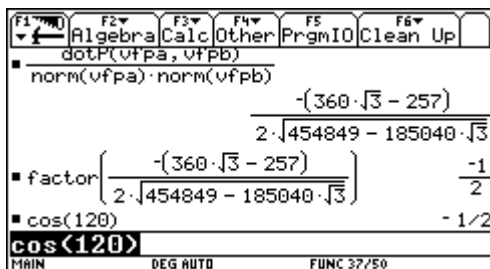 F1 F2 F3 F4 F5 F6
Algebra Calc Other PrgmIO Clean Up
dotP(vfpa, vfpb)
norm(vfpa)·norm(vfpb)
-(360·√3 - 257)
2·√454849 - 185040·√3
factor( -(360·√3 - 257)
2·√454849 - 185040·√3 ) -1
2
cos(120) -1/2
cos(120)
MAIN DEG AUTO FUNC 37/50